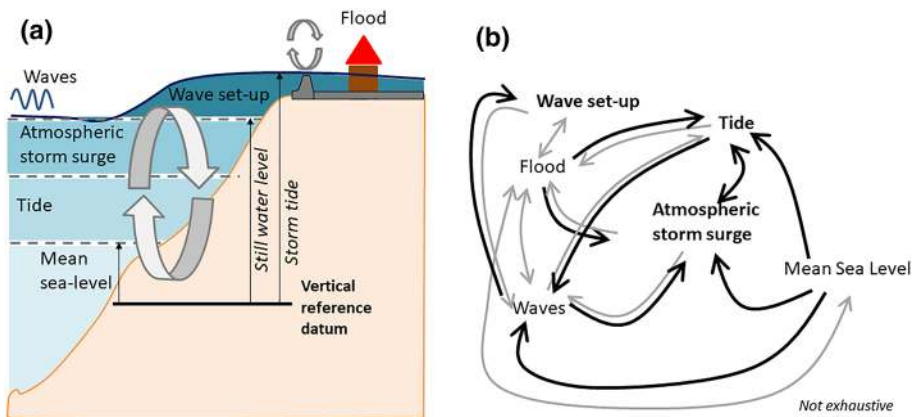 (a)
Flood
Waves
Wave set-up
Atmospheric
storm surge
Tide
Mean
sea-level
Still water level
Storm tide
Vertical
reference
datum
(b)
Wave set-up
Tide
Flood
Atmospheric
storm surge
Mean Sea Level
Waves
Not exhaustive